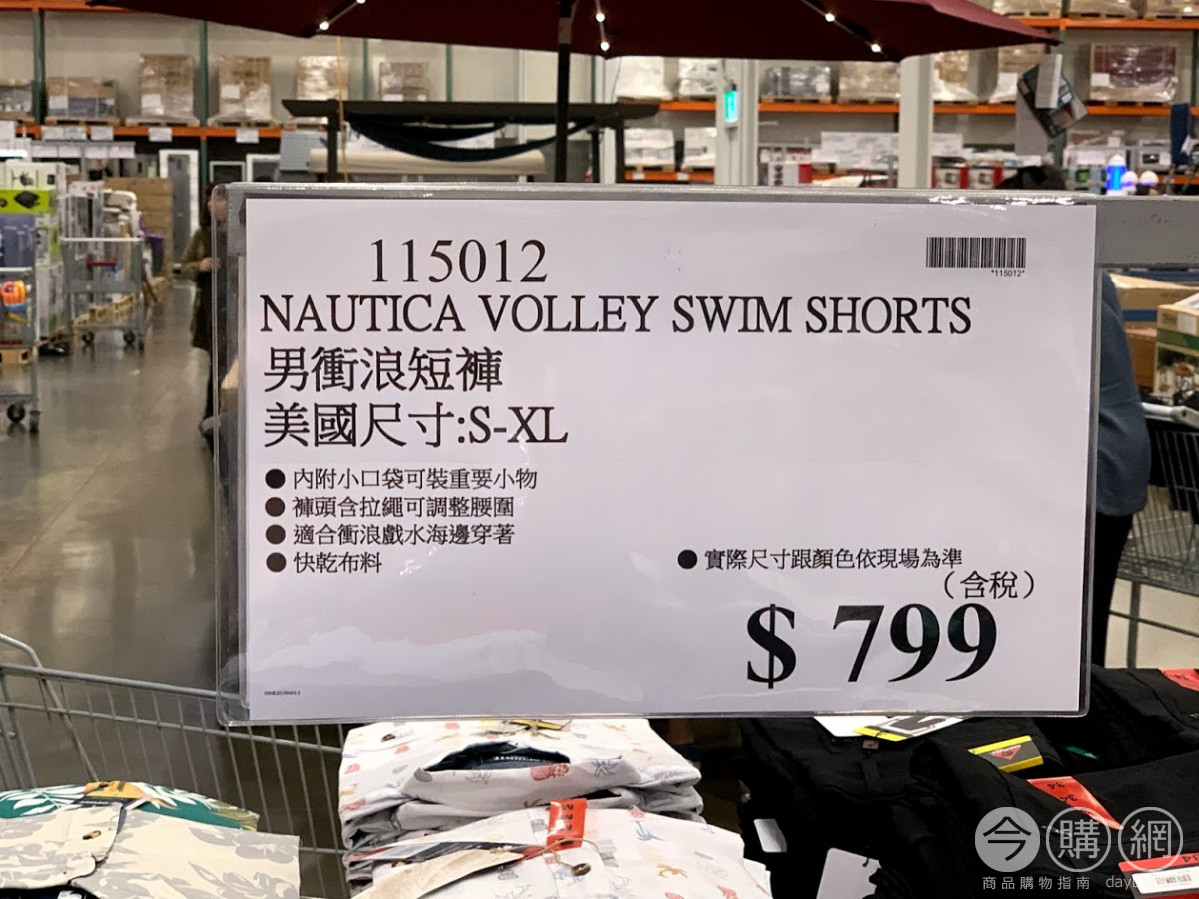 115012
*115012*
NAUTICA VOLLEY SWIM SHORTS
男衝浪短褲
美國尺寸:S-XL
● 內附小口袋可裝重要小物
● 褲頭含拉繩可調整腰圍
● 適合衝浪戲水海邊穿著
● 快乾布料
● 實際尺寸跟顏色依現場為準
（含稅）
$ 799
34
今購網
商品購物指南